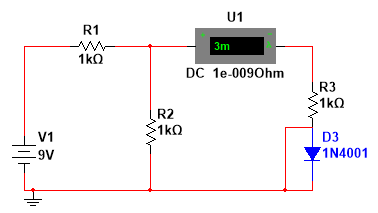 U1
R1
1kΩ
+
3m
-
DC 1e-009Ohm
R2
1kΩ
R3
1kΩ
V1
9V
D3
1N4001